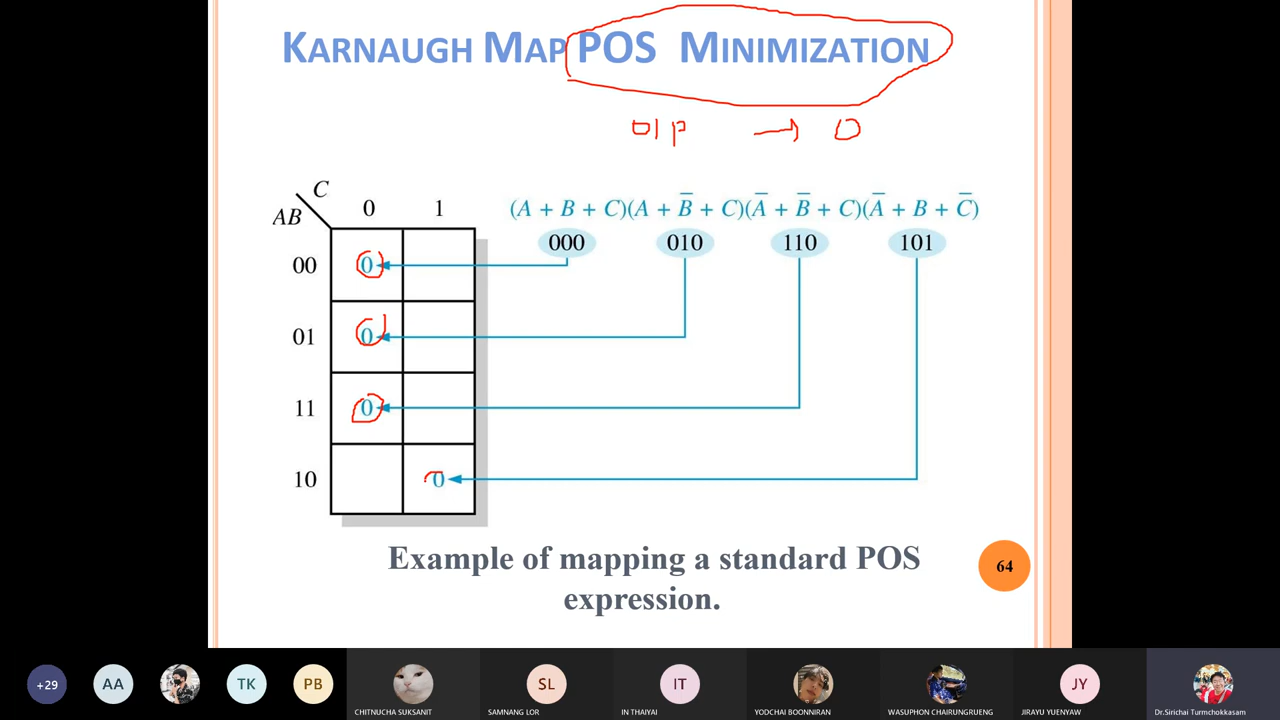 KARNAUGH MAP POS MINIMIZATION
O/P → 0
C
AB
0 1
(A + B + C)(A + B̅ + C)(A̅ + B̅ + C)(A̅ + B + C̅)
000 010 110 101
00 0
01 0
11 0
10 0
Example of mapping a standard POS
expression.
64
+29 AA TK PB SL IT JY
CHITNUCHA SUKSANIT SAMNANG LOR IN THAIYAI YODCHAI BOONNIRAN WASUPHON CHAIRUNGRUENG JIRAYU YUENYAW Dr.Sirichai Turmchokkasam